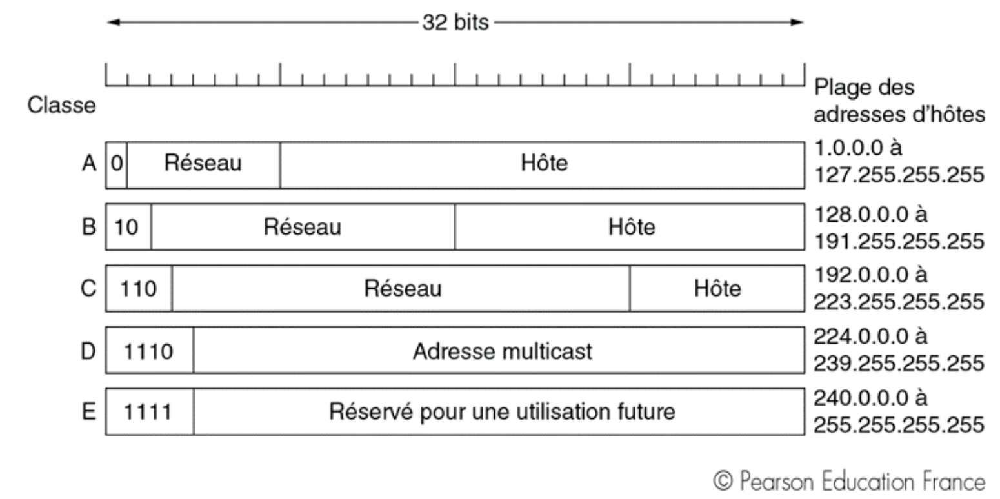 32 bits
Classe
Plage des
adresses d'hôtes
A 0 Réseau Hôte 1.0.0.0 à
127.255.255.255
B 10 Réseau Hôte 128.0.0.0 à
191.255.255.255
C 110 Réseau Hôte 192.0.0.0 à
223.255.255.255
D 1110 Adresse multicast 224.0.0.0 à
239.255.255.255
E 1111 Réservé pour une utilisation future 240.0.0.0 à
255.255.255.255
© Pearson Education France